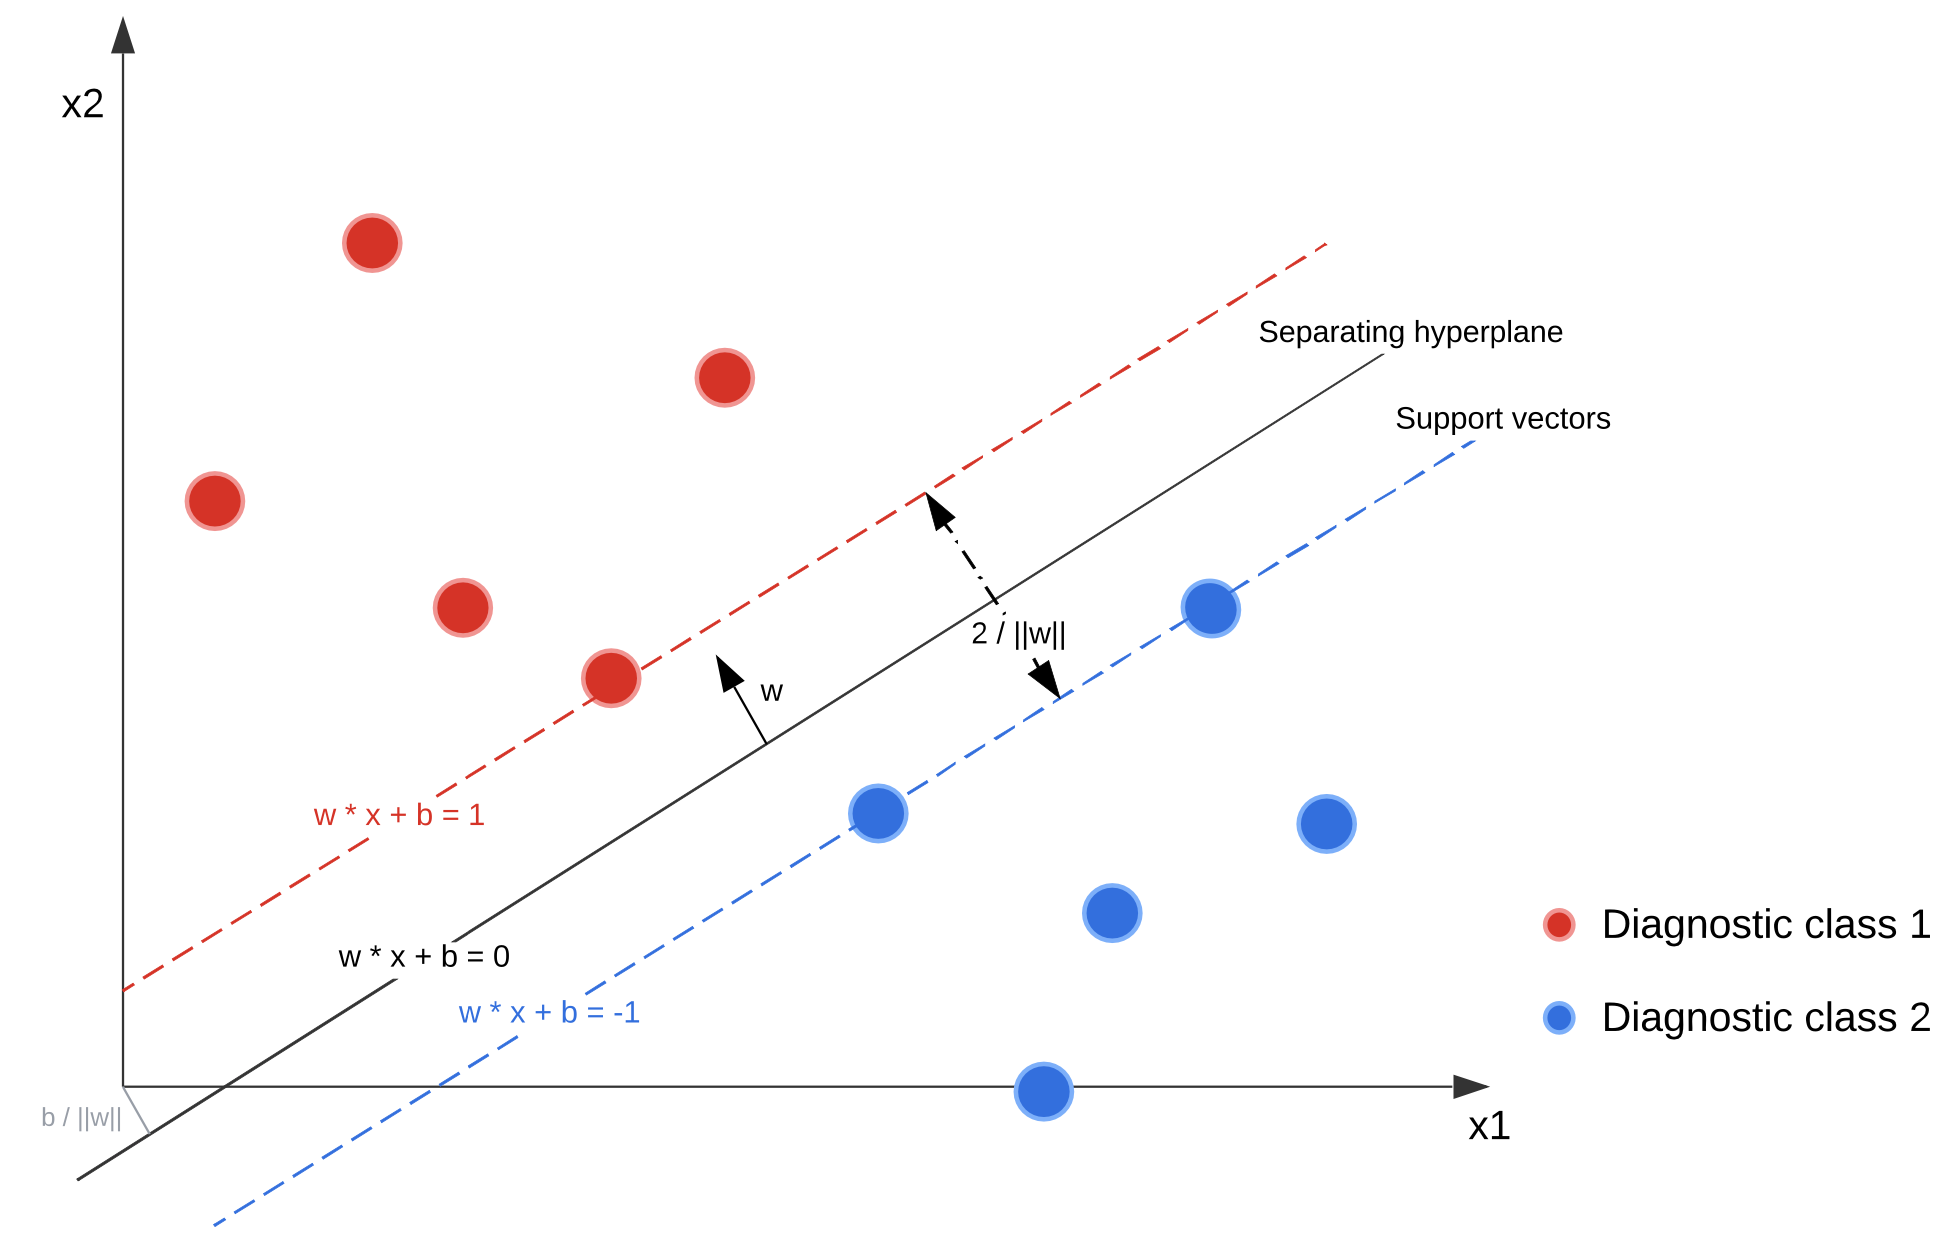 x2
Separating hyperplane
Support vectors
2 / ||w||
w
w * x + b = 1
w * x + b = 0
w * x + b = -1
Diagnostic class 1
Diagnostic class 2
b / ||w||
x1